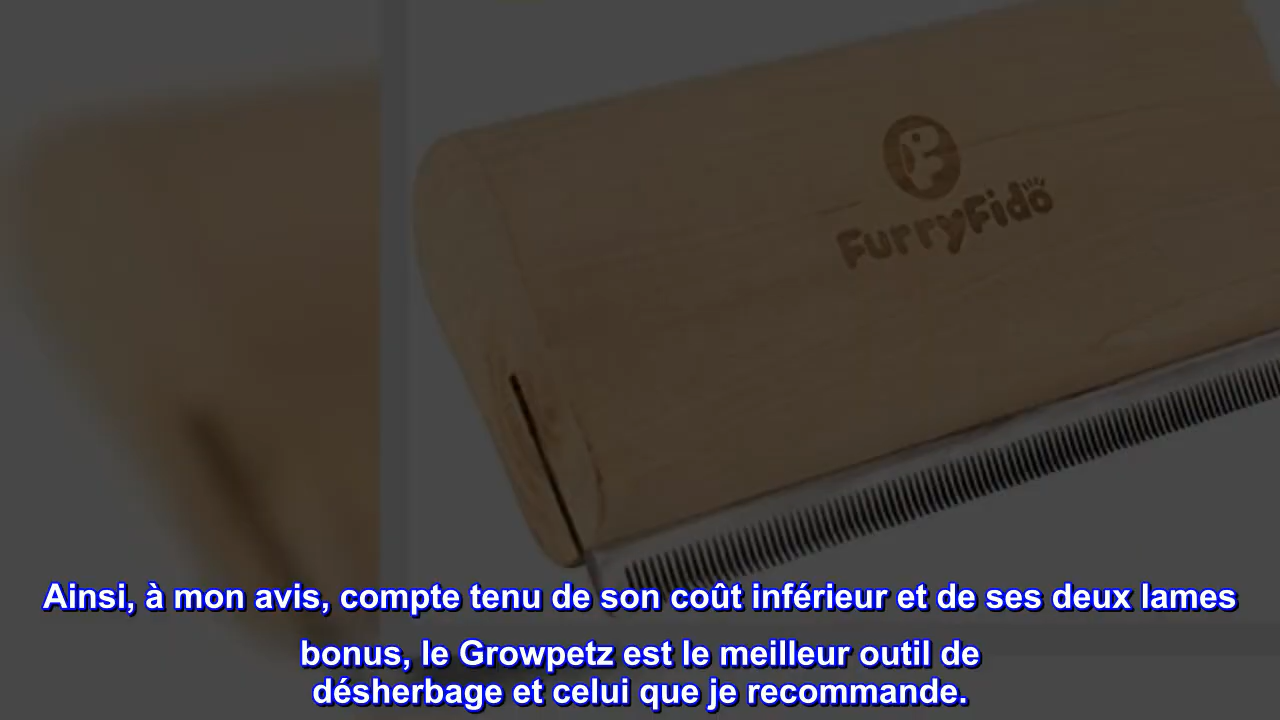 FurryFido
Ainsi, à mon avis, compte tenu de son coût inférieur et de ses deux lames
bonus, le Growpetz est le meilleur outil de
désherbage et celui que je recommande.